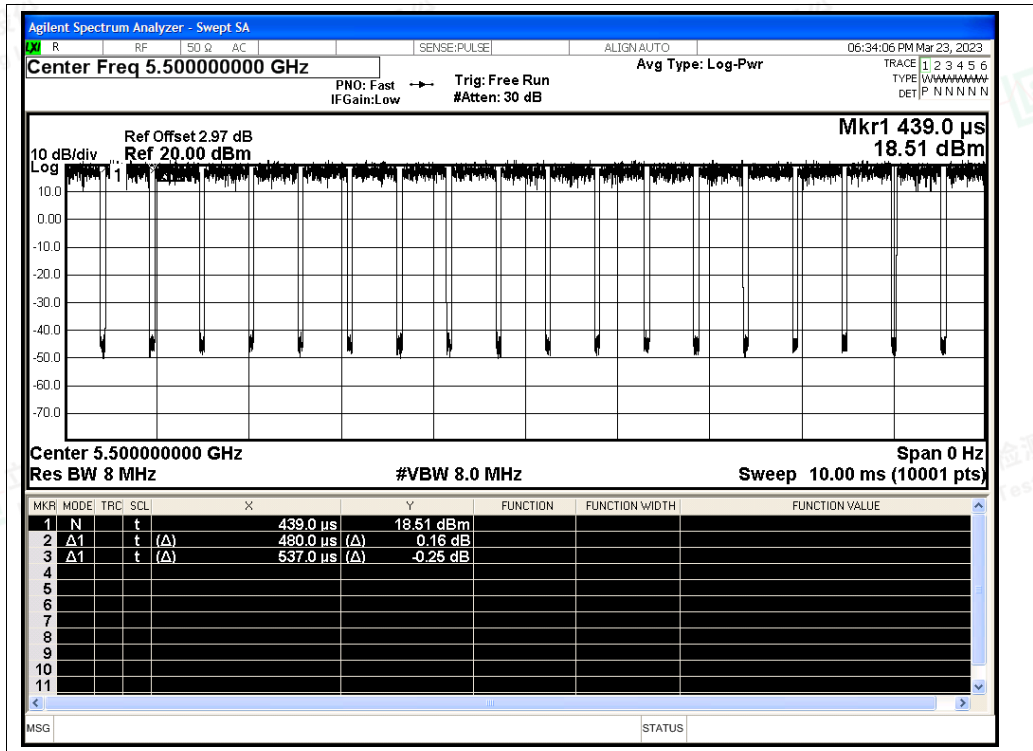 Agilent Spectrum Analyzer - Swept SA
LXI R RF 50 Ω AC SENSE:PULSE ALIGN AUTO 06:34:06 PM Mar 23, 2023
Center Freq 5.500000000 GHz
PNO: Fast
IFGain:Low
Trig: Free Run
#Atten: 30 dB
Avg Type: Log-Pwr
TRACE 1 2 3 4 5 6
TYPE W
DET P N N N N N
Ref Offset 2.97 dB
10 dB/div Ref 20.00 dBm
Mkr1 439.0 µs
18.51 dBm
Log
1
10.0
0.00
-10.0
-20.0
-30.0
-40.0
-50.0
-60.0
-70.0
Center 5.500000000 GHz Span 0 Hz
Res BW 8 MHz #VBW 8.0 MHz Sweep 10.00 ms (10001 pts)
MKR MODE TRC SCL X Y FUNCTION FUNCTION WIDTH FUNCTION VALUE
1 N t 439.0 µs 18.51 dBm
2 Δ1 t (Δ) 480.0 µs (Δ) 0.16 dB
3 Δ1 t (Δ) 537.0 µs (Δ) -0.25 dB
4
5
6
7
8
9
10
11
MSG STATUS